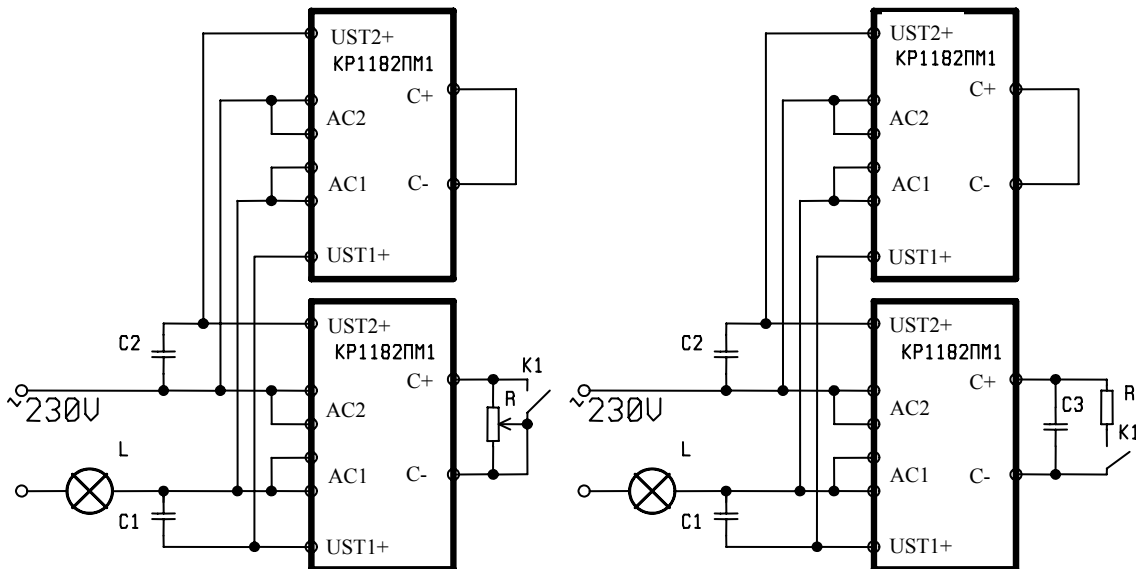 UST2+
КР1182ПМ1
C+
AC2
AC1
C-
UST1+
UST2+
C2
КР1182ПМ1
C+
K1
R
~230V
AC2
L
AC1
C-
C1
UST1+
UST2+
КР1182ПМ1
C+
AC2
AC1
C-
UST1+
UST2+
C2
КР1182ПМ1
C+
R
C3
~230V
AC2
K1
L
AC1
C-
C1
UST1+